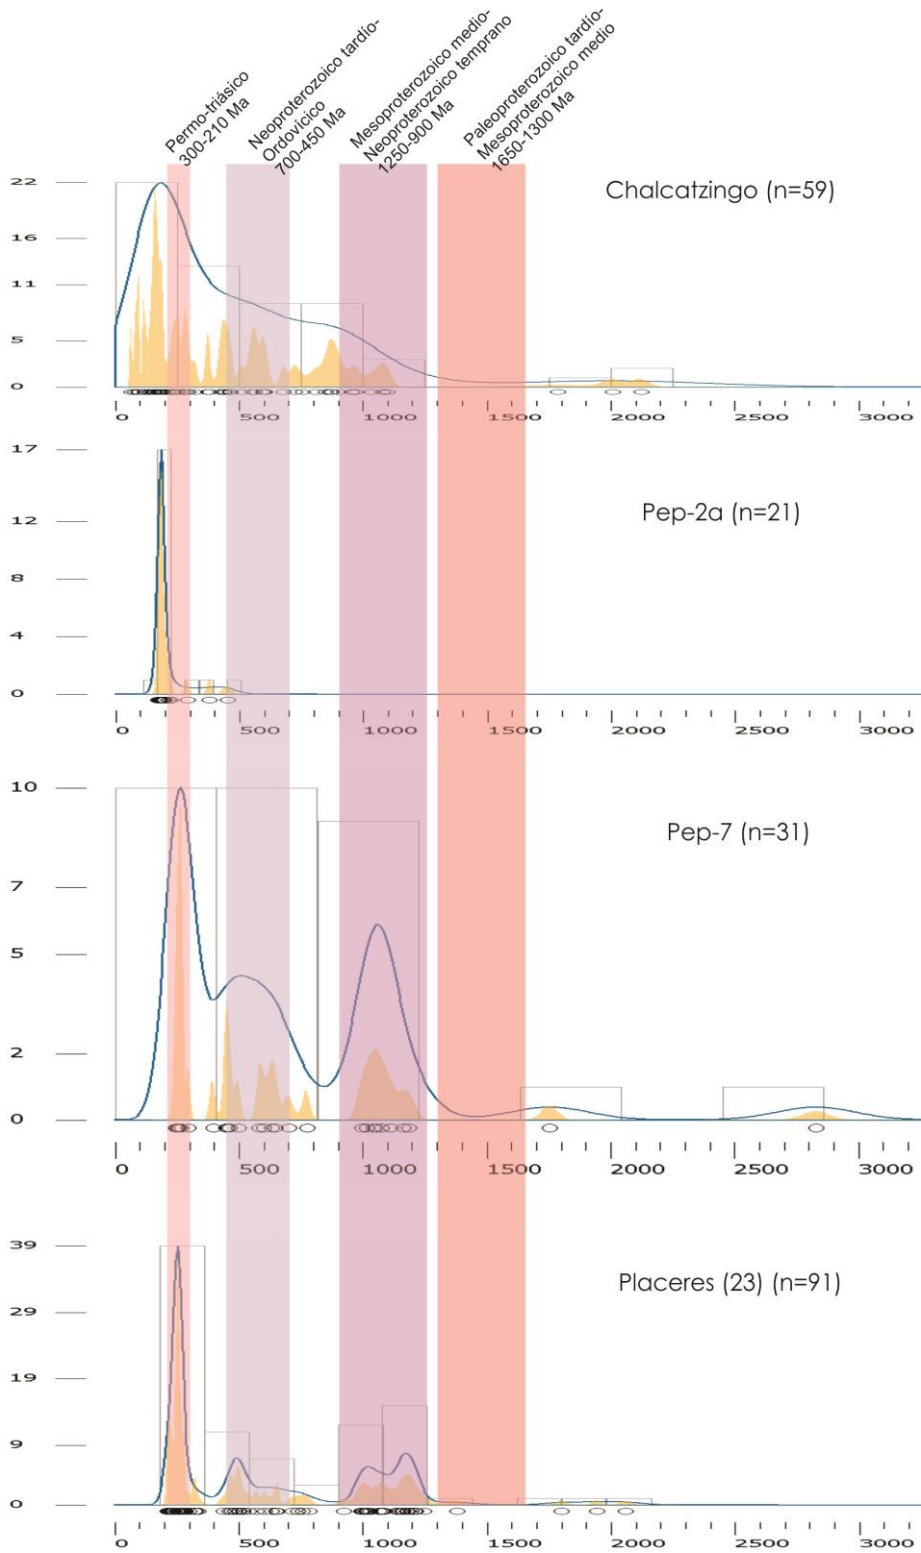 Permo-triásico
300-210 Ma
Neoproterozoico tardío-
Ordovícico
700-450 Ma
Mesoproterozoico medio-
Neoproterozoico temprano
1250-900 Ma
Paleoproterozoico tardío-
Mesoproterozoico medio
1650-1300 Ma
Chalcatzingo (n=59)
22
16
11
5
0
0 500 1000 1500 2000 2500 3000
Pep-2a (n=21)
17
12
8
4
0
0 500 1000 1500 2000 2500 3000
Pep-7 (n=31)
10
7
5
2
0
0 500 1000 1500 2000 2500 3000
Placeres (23) (n=91)
39
29
19
9
0
0 500 1000 1500 2000 2500 3000